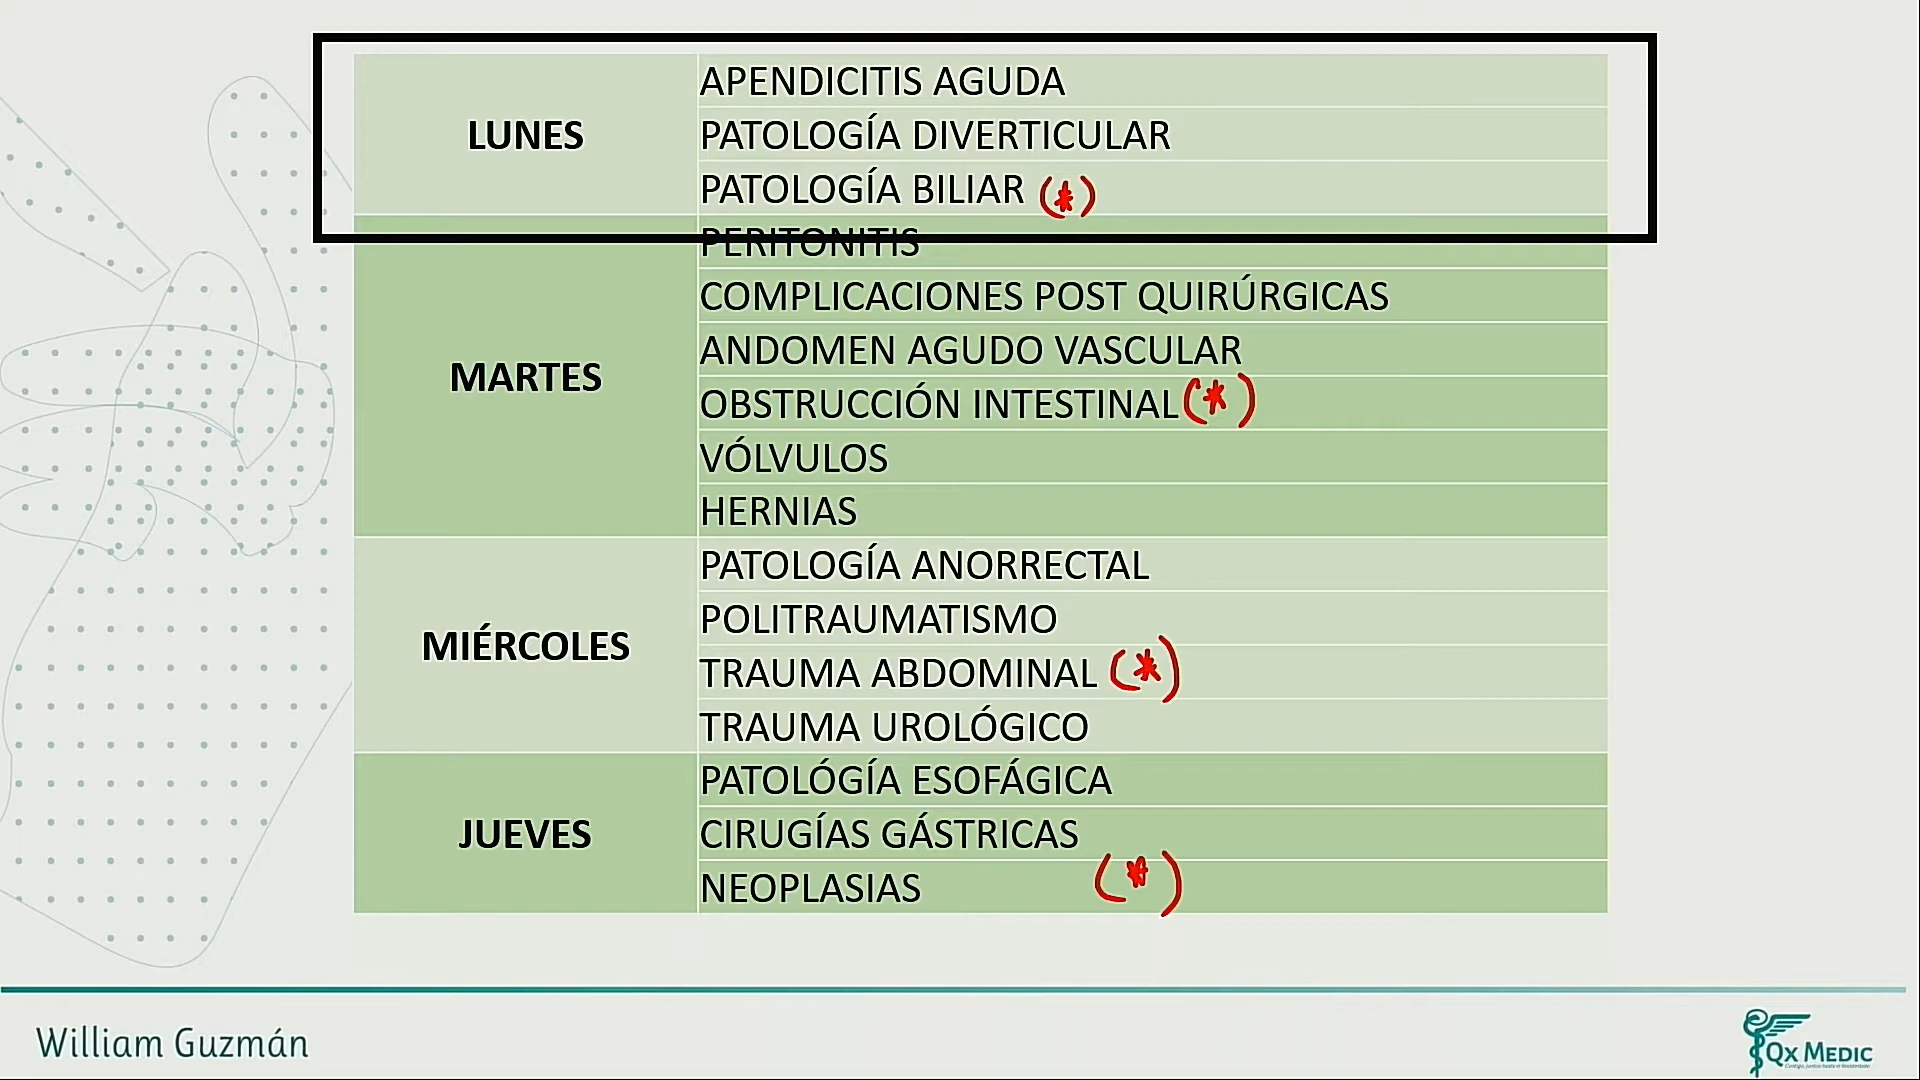 APENDICITIS AGUDA
LUNES
PATOLOGÍA DIVERTICULAR
PATOLOGÍA BILIAR (*)
PERITONITIS
COMPLICACIONES POST QUIRÚRGICAS
ANDOMEN AGUDO VASCULAR
MARTES
OBSTRUCCIÓN INTESTINAL (*)
VÓLVULOS
HERNIAS
PATOLOGÍA ANORRECTAL
POLITRAUMATISMO
MIÉRCOLES
TRAUMA ABDOMINAL (*)
TRAUMA UROLÓGICO
PATOLÓGÍA ESOFÁGICA
JUEVES
CIRUGÍAS GÁSTRICAS
NEOPLASIAS (*)
William Guzmán
QX MEDIC